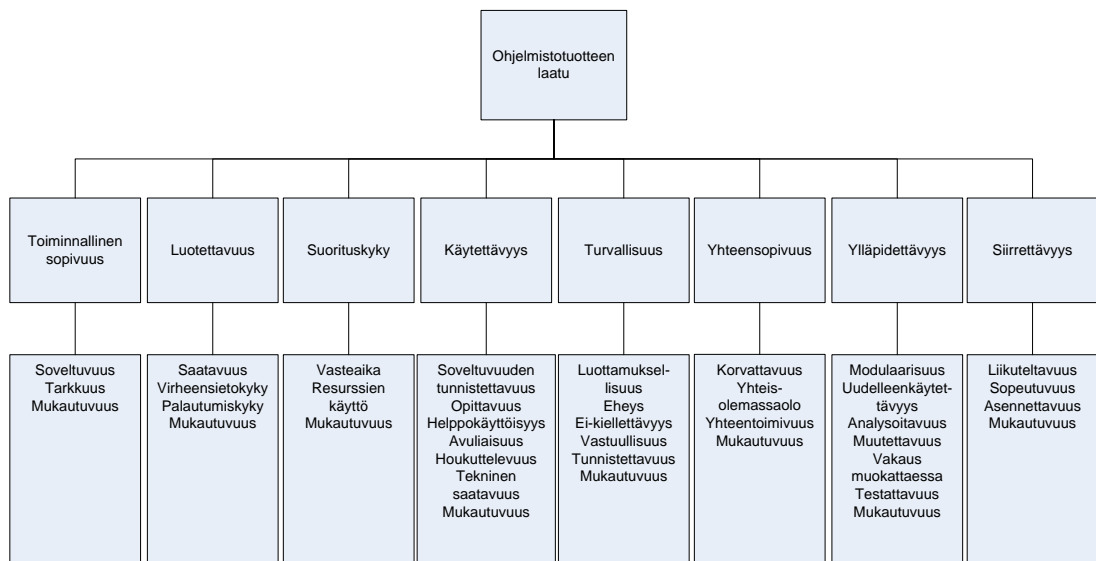 Ohjelmistotuotteen
laatu
Toiminnallinen
sopivuus
Luotettavuus
Suorituskyky
Käytettävyys
Turvallisuus
Yhteensopivuus
Ylläpidettävyys
Siirrettävyys
Soveltuvuus
Tarkkuus
Mukautuvuus
Saatavuus
Virheensietokyky
Palautumiskyky
Mukautuvuus
Vasteaika
Resurssien
käyttö
Mukautuvuus
Soveltuvuuden
tunnistettavuus
Opittavuus
Helppokäyttöisyys
Avuliaisuus
Houkuttelevuus
Tekninen
saatavuus
Mukautuvuus
Luottamuksel-
lisuus
Eheys
Ei-kiellettävyys
Vastuullisuus
Tunnistettavuus
Mukautuvuus
Korvattavuus
Yhteis-
olemassaolo
Yhteentoimivuus
Mukautuvuus
Modulaarisuus
Uudelleenkäytet-
tävyys
Analysoitavuus
Muutettavuus
Vakaus
muokattaessa
Testattavuus
Mukautuvuus
Liikuteltavuus
Sopeutuvuus
Asennettavuus
Mukautuvuus